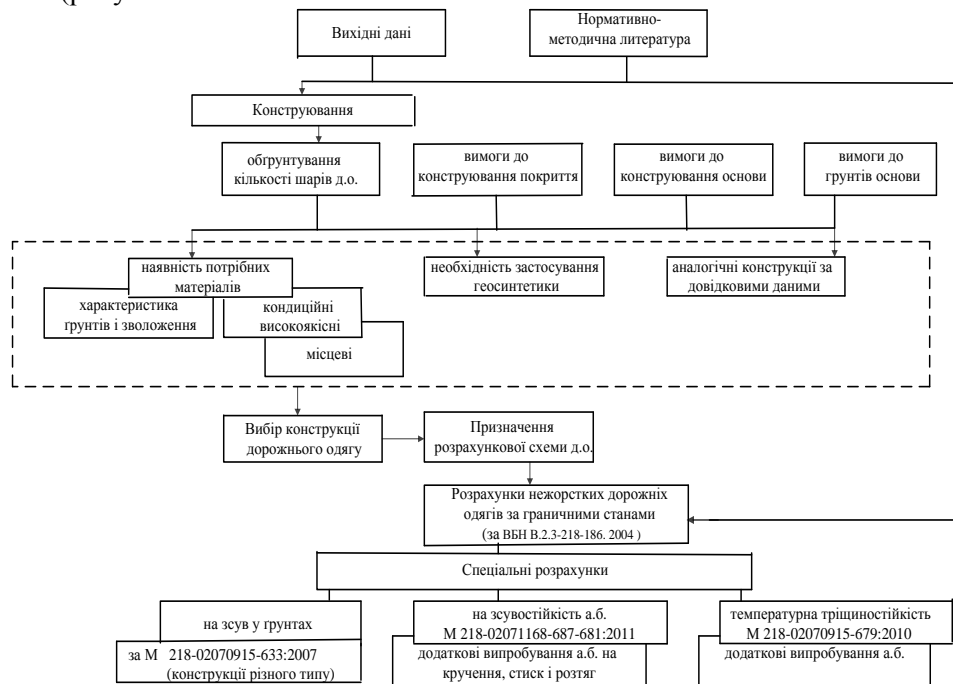 Вихідні дані
Нормативно-
методична литература
Конструювання
обгрунтування
кількості шарів д.о.
вимоги до
конструювання покриття
вимоги до
конструювання основи
вимоги до
грунтів основи
наявність потрібних
матеріалів
характеристика
ґрунтів і зволоження
кондиційні
високоякісні
місцеві
необхідність застосування
геосинтетики
аналогічні конструкції за
довідковими даними
Вибір конструкції
дорожнього одягу
Призначення
розрахункової схеми д.о.
Розрахунки нежорстких дорожніх
одягів за граничними станами
(за ВБН В.2.3-218-186. 2004 )
Спеціальні розрахунки
на зсув у ґрунтах
за М 218-02070915-633:2007
(конструкції різного типу)
на зсувостійкість а.б.
М 218-02071168-687-681:2011
додаткові випробування а.б. на
кручення, стиск і розтяг
температурна тріщиностійкість
М 218-02070915-679:2010
додаткові випробування а.б.